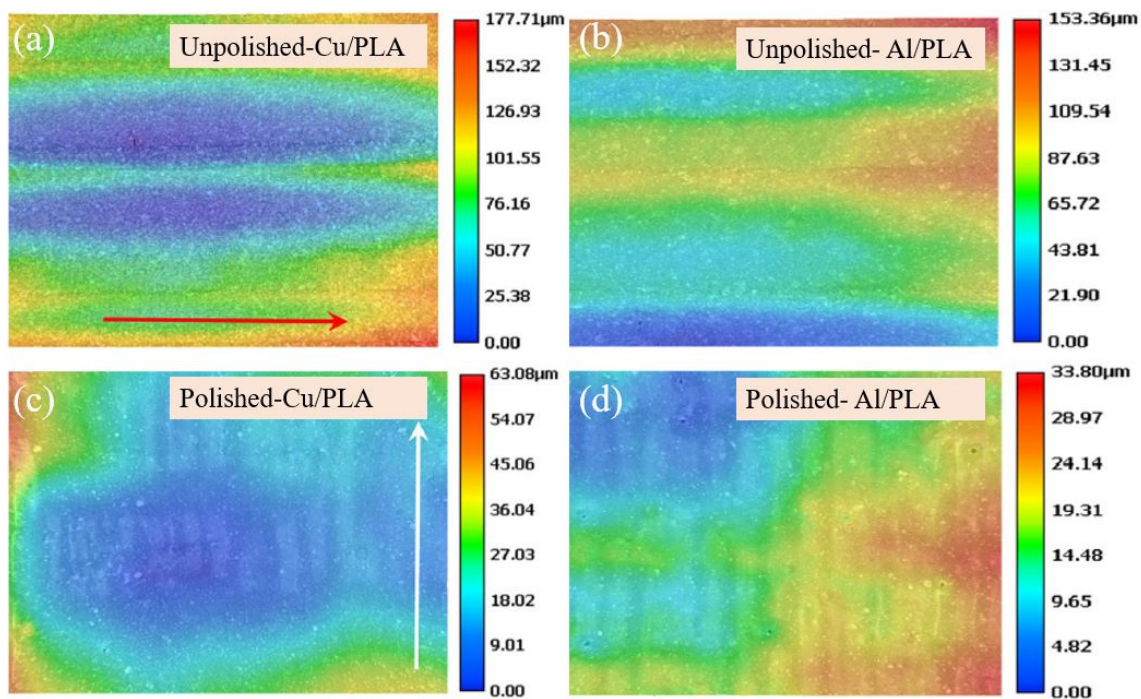 (a)
Unpolished-Cu/PLA
177.71μm
152.32
126.93
101.55
76.16
50.77
25.38
0.00
(b)
Unpolished- Al/PLA
153.36μm
131.45
109.54
87.63
65.72
43.81
21.90
0.00
(c)
Polished-Cu/PLA
63.08μm
54.07
45.06
36.04
27.03
18.02
9.01
0.00
(d)
Polished- Al/PLA
33.80μm
28.97
24.14
19.31
14.48
9.65
4.82
0.00